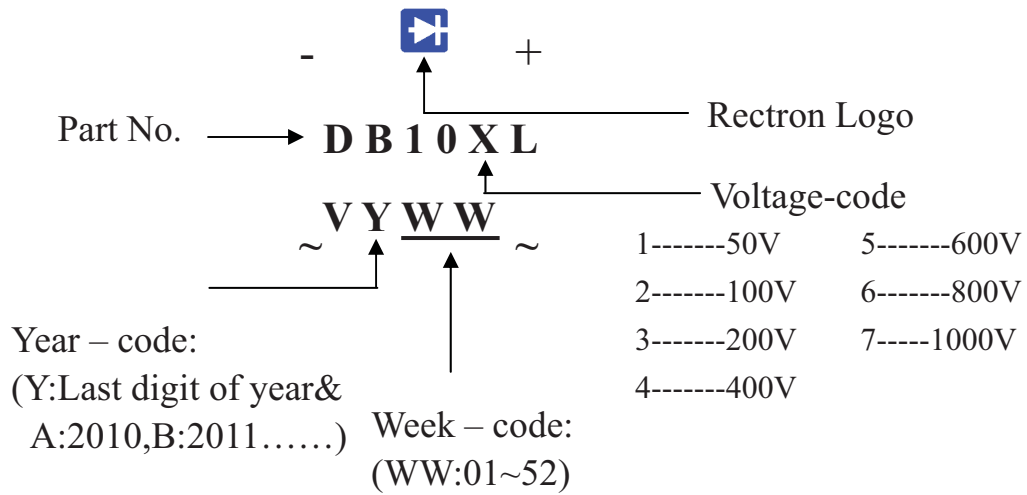 - +
Rectron Logo
Part No.
D B 1 0 X L
Voltage-code
V Y W W
~ ~
1-------50V 5-------600V
2-------100V 6-------800V
3-------200V 7-----1000V
4-------400V
Year – code:
(Y:Last digit of year&
A:2010,B:2011……)
Week – code:
(WW:01~52)